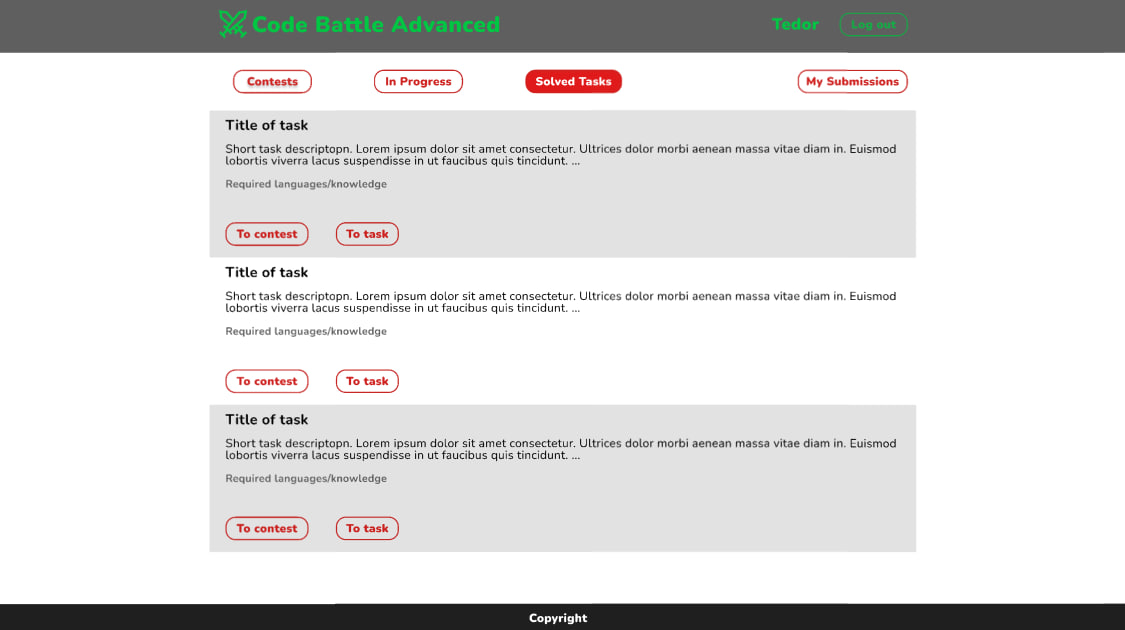 Code Battle Advanced
Tedor
Log out
Contests
In Progress
Solved Tasks
My Submissions
Title of task
Short task descriptopn. Lorem ipsum dolor sit amet consectetur. Ultrices dolor morbi aenean massa vitae diam in. Euismod
lobortis viverra lacus suspendisse in ut faucibus quis tincidunt. ...
Required languages/knowledge
To contest
To task
Title of task
Short task descriptopn. Lorem ipsum dolor sit amet consectetur. Ultrices dolor morbi aenean massa vitae diam in. Euismod
lobortis viverra lacus suspendisse in ut faucibus quis tincidunt. ...
Required languages/knowledge
To contest
To task
Title of task
Short task descriptopn. Lorem ipsum dolor sit amet consectetur. Ultrices dolor morbi aenean massa vitae diam in. Euismod
lobortis viverra lacus suspendisse in ut faucibus quis tincidunt. ...
Required languages/knowledge
To contest
To task
Copyright